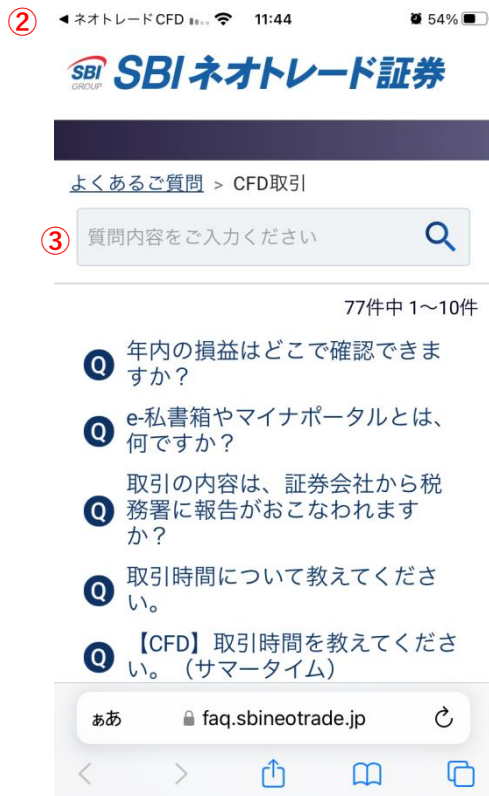 ②
ネオトレードCFD 11:44 54%
SBI GROUP SBIネオトレード証券
よくあるご質問 > CFD取引
③
質問内容をご入力ください
77件中 1〜10件
Q 年内の損益はどこで確認できま
すか？
Q e-私書箱やマイナポータルとは、
何ですか？
Q 取引の内容は、証券会社から税
務署に報告がおこなわれます
か？
Q 取引時間について教えてくださ
い。
Q 【CFD】取引時間を教えてくださ
い。（サマータイム）
ぁあ faq.sbineotrade.jp